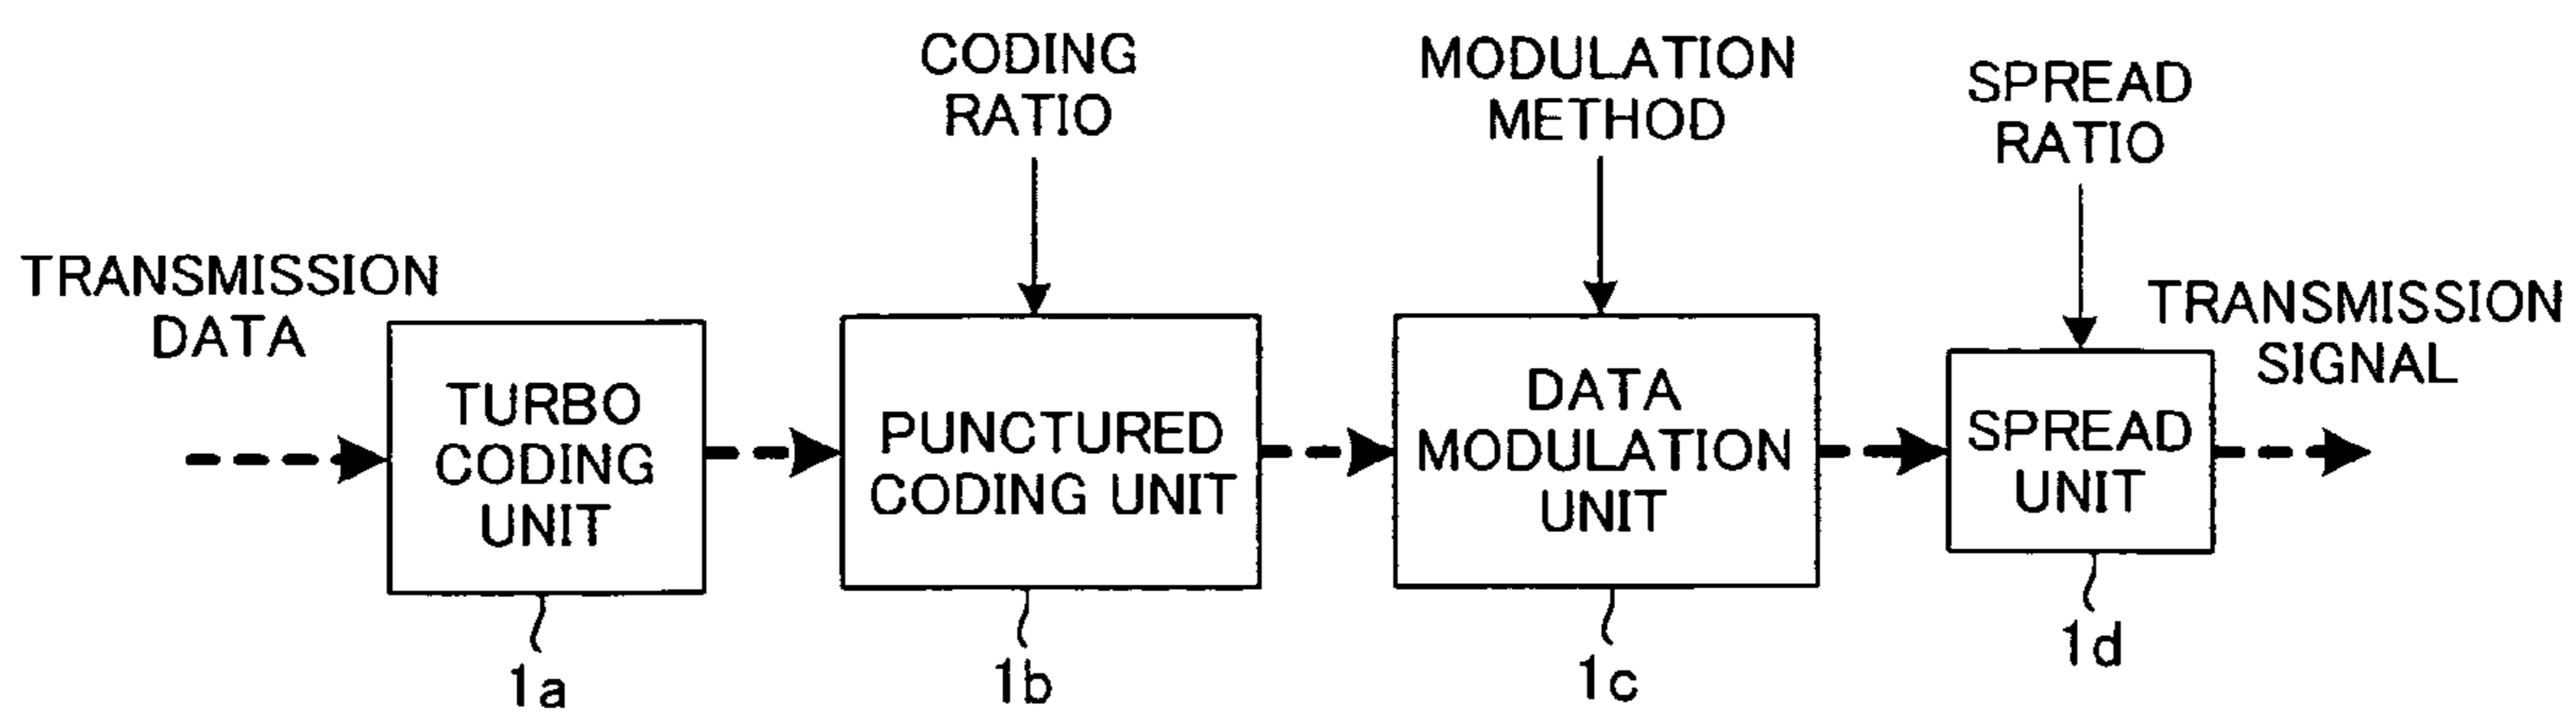 CODING
RATIO
MODULATION
METHOD
SPREAD
RATIO
TRANSMISSION
DATA
TRANSMISSION
SIGNAL
TURBO
CODING
UNIT
PUNCTURED
CODING UNIT
DATA
MODULATION
UNIT
SPREAD
UNIT
1a
1b
1c
1d